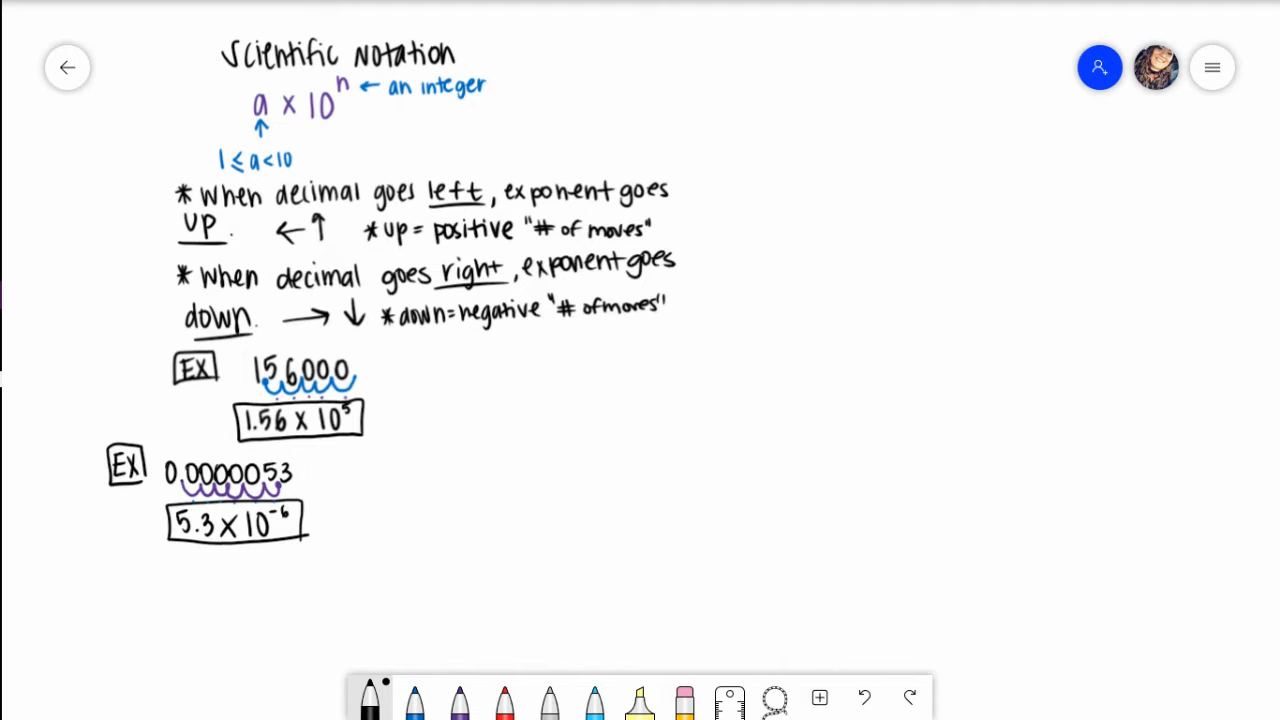 Scientific Notation
a × 10ⁿ ← an integer
↑
1 ≤ a < 10
* When decimal goes left, exponent goes
up. ← ↑ * up = positive "# of moves"
* When decimal goes right, exponent goes
down. → ↓ * down = negative "# of moves"
EX 156000
1.56 × 10⁵
EX 0.0000053
5.3 × 10⁻⁶